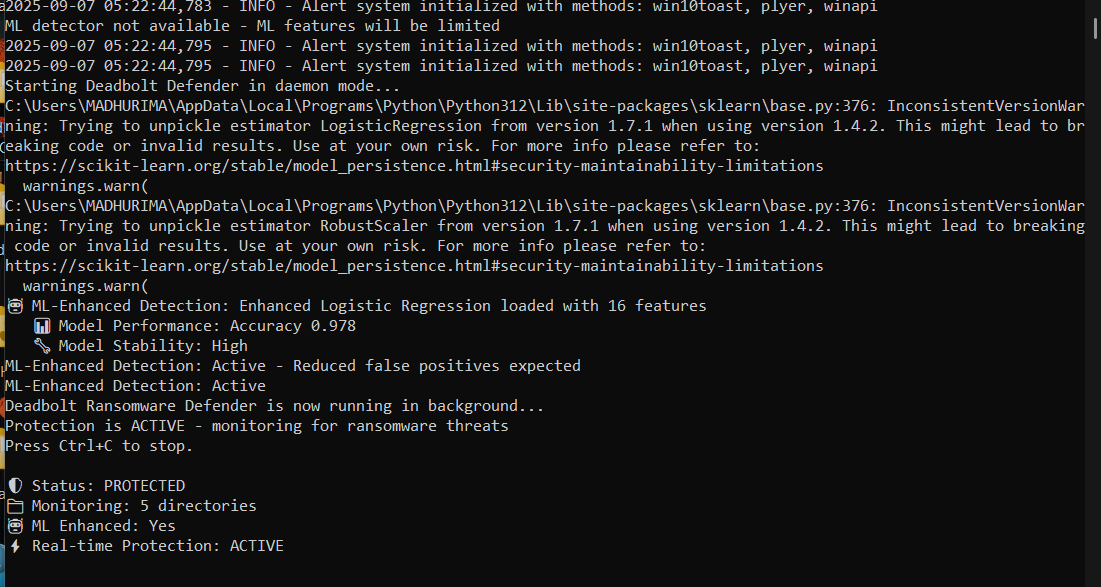 2025-09-07 05:22:44,783 - INFO - Alert system initialized with methods: win10toast, plyer, winapi
ML detector not available - ML features will be limited
2025-09-07 05:22:44,795 - INFO - Alert system initialized with methods: win10toast, plyer, winapi
2025-09-07 05:22:44,795 - INFO - Alert system initialized with methods: win10toast, plyer, winapi
Starting Deadbolt Defender in daemon mode...
C:\Users\MADHURIMA\AppData\Local\Programs\Python\Python312\Lib\site-packages\sklearn\base.py:376: InconsistentVersionWar
ning: Trying to unpickle estimator LogisticRegression from version 1.7.1 when using version 1.4.2. This might lead to br
eaking code or invalid results. Use at your own risk. For more info please refer to:
https://scikit-learn.org/stable/model_persistence.html#security-maintainability-limitations
  warnings.warn(
C:\Users\MADHURIMA\AppData\Local\Programs\Python\Python312\Lib\site-packages\sklearn\base.py:376: InconsistentVersionWar
ning: Trying to unpickle estimator RobustScaler from version 1.7.1 when using version 1.4.2. This might lead to breaking
 code or invalid results. Use at your own risk. For more info please refer to:
https://scikit-learn.org/stable/model_persistence.html#security-maintainability-limitations
  warnings.warn(
ML-Enhanced Detection: Enhanced Logistic Regression loaded with 16 features
Model Performance: Accuracy 0.978
Model Stability: High
ML-Enhanced Detection: Active - Reduced false positives expected
ML-Enhanced Detection: Active
Deadbolt Ransomware Defender is now running in background...
Protection is ACTIVE - monitoring for ransomware threats
Press Ctrl+C to stop.
Status: PROTECTED
Monitoring: 5 directories
ML Enhanced: Yes
Real-time Protection: ACTIVE